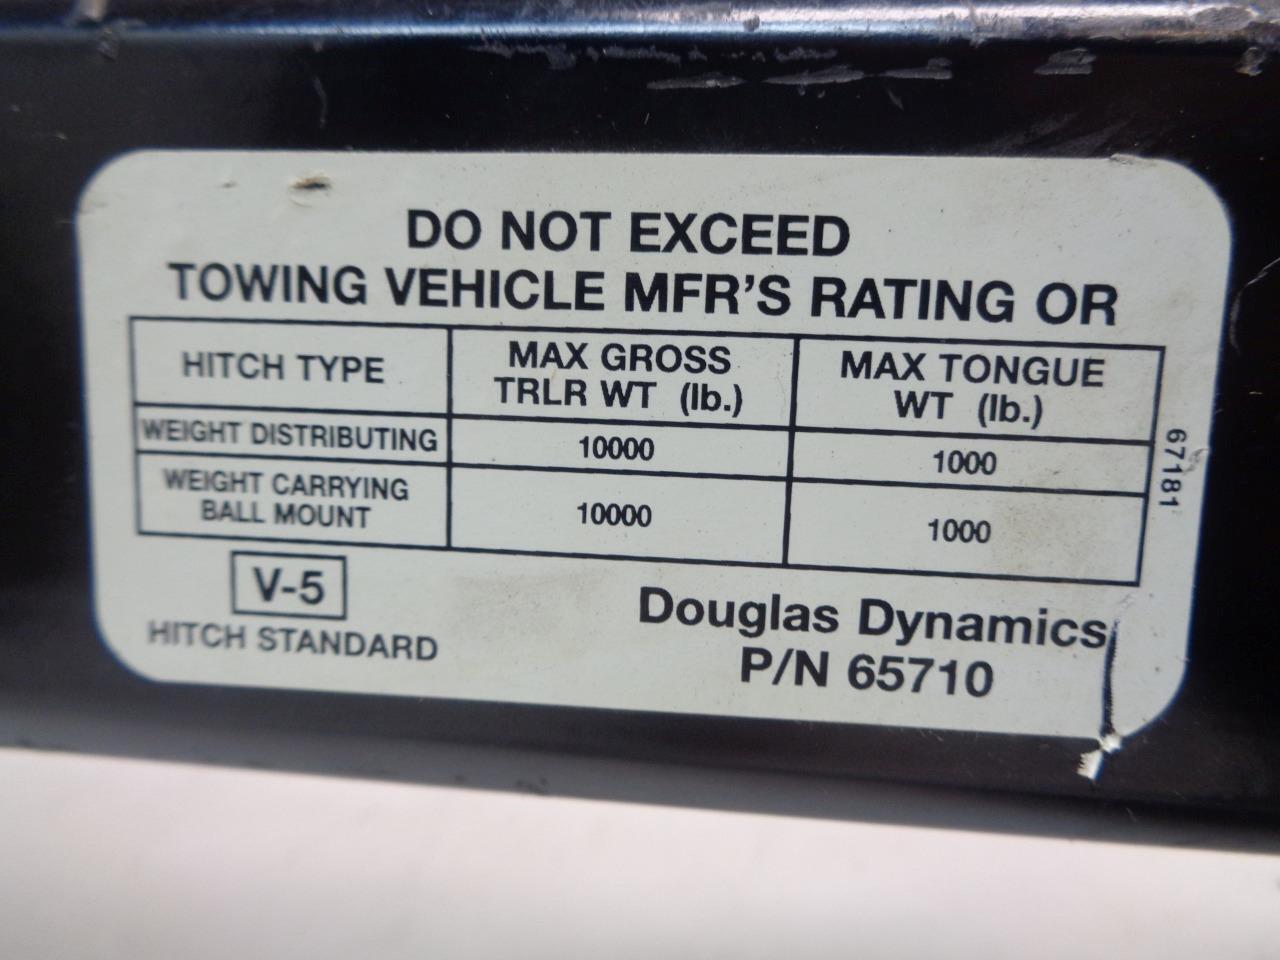 DO NOT EXCEED
TOWING VEHICLE MFR'S RATING OR
HITCH TYPE
MAX GROSS
TRLR WT (lb.)
MAX TONGUE
WT (lb.)
WEIGHT DISTRIBUTING
10000
1000
WEIGHT CARRYING
BALL MOUNT
10000
1000
67181
V-5
HITCH STANDARD
Douglas Dynamics
P/N 65710